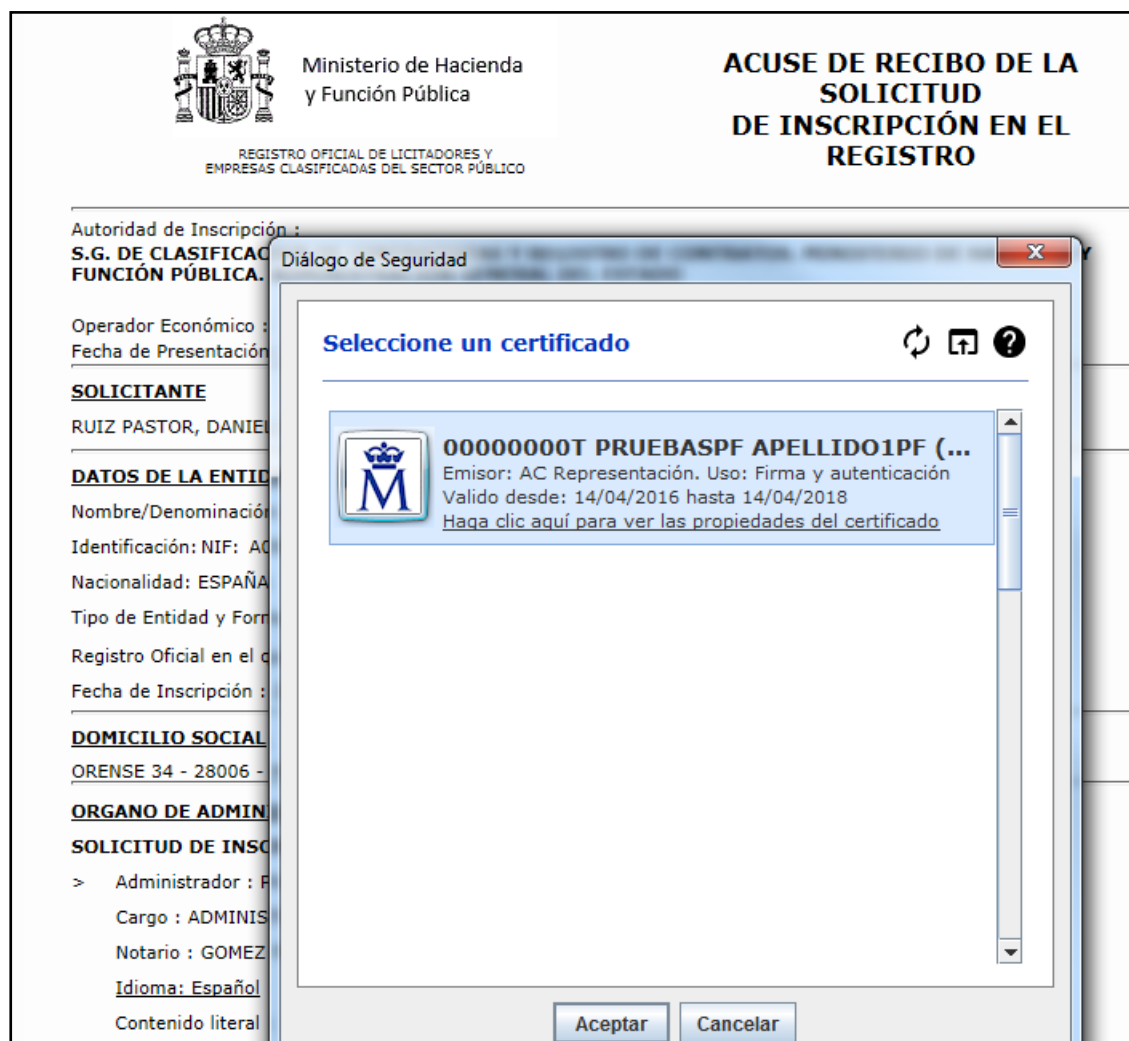 Ministerio de Hacienda
y Función Pública
REGISTRO OFICIAL DE LICITADORES Y
EMPRESAS CLASIFICADAS DEL SECTOR PÚBLICO
ACUSE DE RECIBO DE LA
SOLICITUD
DE INSCRIPCIÓN EN EL
REGISTRO
Autoridad de Inscripción :
S.G. DE CLASIFICAC
Y
FUNCIÓN PÚBLICA.
Operador Económico :
Fecha de Presentación
SOLICITANTE
RUIZ PASTOR, DANIEL
DATOS DE LA ENTID
Nombre/Denominación
Identificación: NIF: A0
Nacionalidad: ESPAÑA
Tipo de Entidad y Form
Registro Oficial en el q
Fecha de Inscripción :
DOMICILIO SOCIAL
ORENSE 34 - 28006 -
ORGANO DE ADMINI
SOLICITUD DE INSC
> Administrador : P
Cargo : ADMINIS
Notario : GOMEZ
Idioma: Español
Contenido literal
Diálogo de Seguridad
X
Seleccione un certificado
?
M
00000000T PRUEBASPF APELLIDO1PF (...
Emisor: AC Representación. Uso: Firma y autenticación
Valido desde: 14/04/2016 hasta 14/04/2018
Haga clic aquí para ver las propiedades del certificado
Aceptar
Cancelar